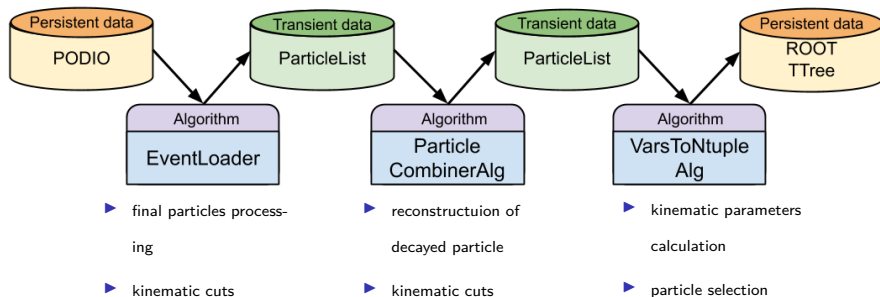 Persistent data
PODIO
Transient data
ParticleList
Transient data
ParticleList
Persistent data
ROOT
TTree
Algorithm
EventLoader
Algorithm
Particle
CombinerAlg
Algorithm
VarsToNtuple
Alg
final particles process-
ing
kinematic cuts
reconstructuion of
decayed particle
kinematic cuts
kinematic parameters
calculation
particle selection